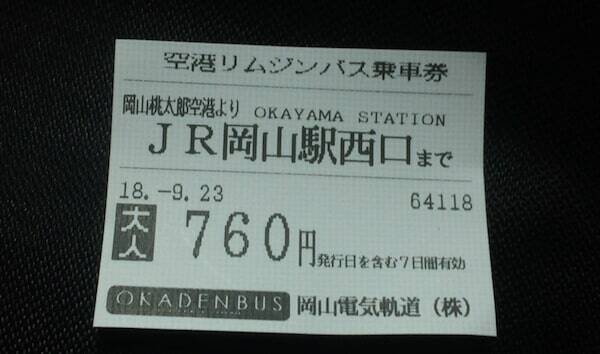 空港リムジンバス乗車券
岡山桃太郎空港より OKAYAMA STATION
JR岡山駅西口まで
18.-9.23 64118
大人 760円 発行日を含む7日間有効
OKADENBUS 岡山電気軌道(株)